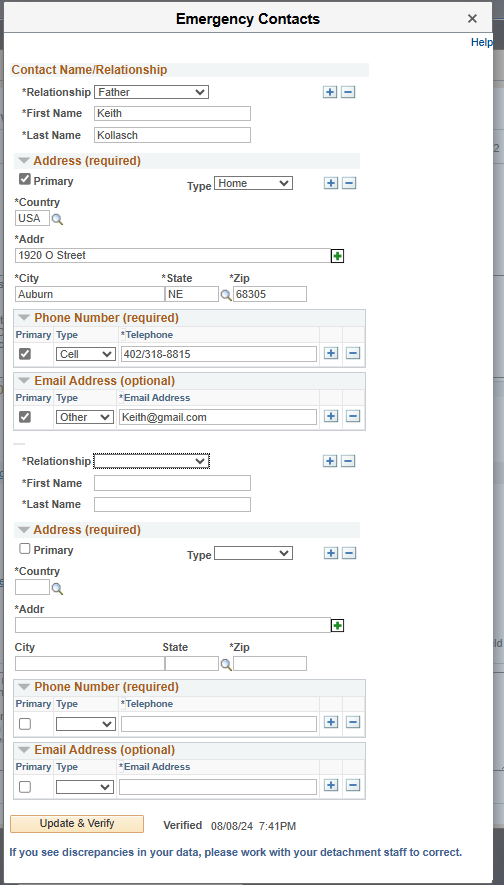 Emergency Contacts
Help
Contact Name/Relationship
*Relationship Father
*First Name Keith
*Last Name Kollasch
Address (required)
Primary Type Home
*Country
USA
*Addr
1920 O Street
*City *State *Zip
Auburn NE 68305
Phone Number (required)
Primary Type *Telephone
Cell 402/318-8815
Email Address (optional)
Primary Type *Email Address
Other Keith@gmail.com
*Relationship
*First Name
*Last Name
Address (required)
Primary Type
*Country
*Addr
City State *Zip
Phone Number (required)
Primary Type *Telephone
Email Address (optional)
Primary Type *Email Address
Update & Verify Verified 08/08/24 7:41PM
If you see discrepancies in your data, please work with your detachment staff to correct.